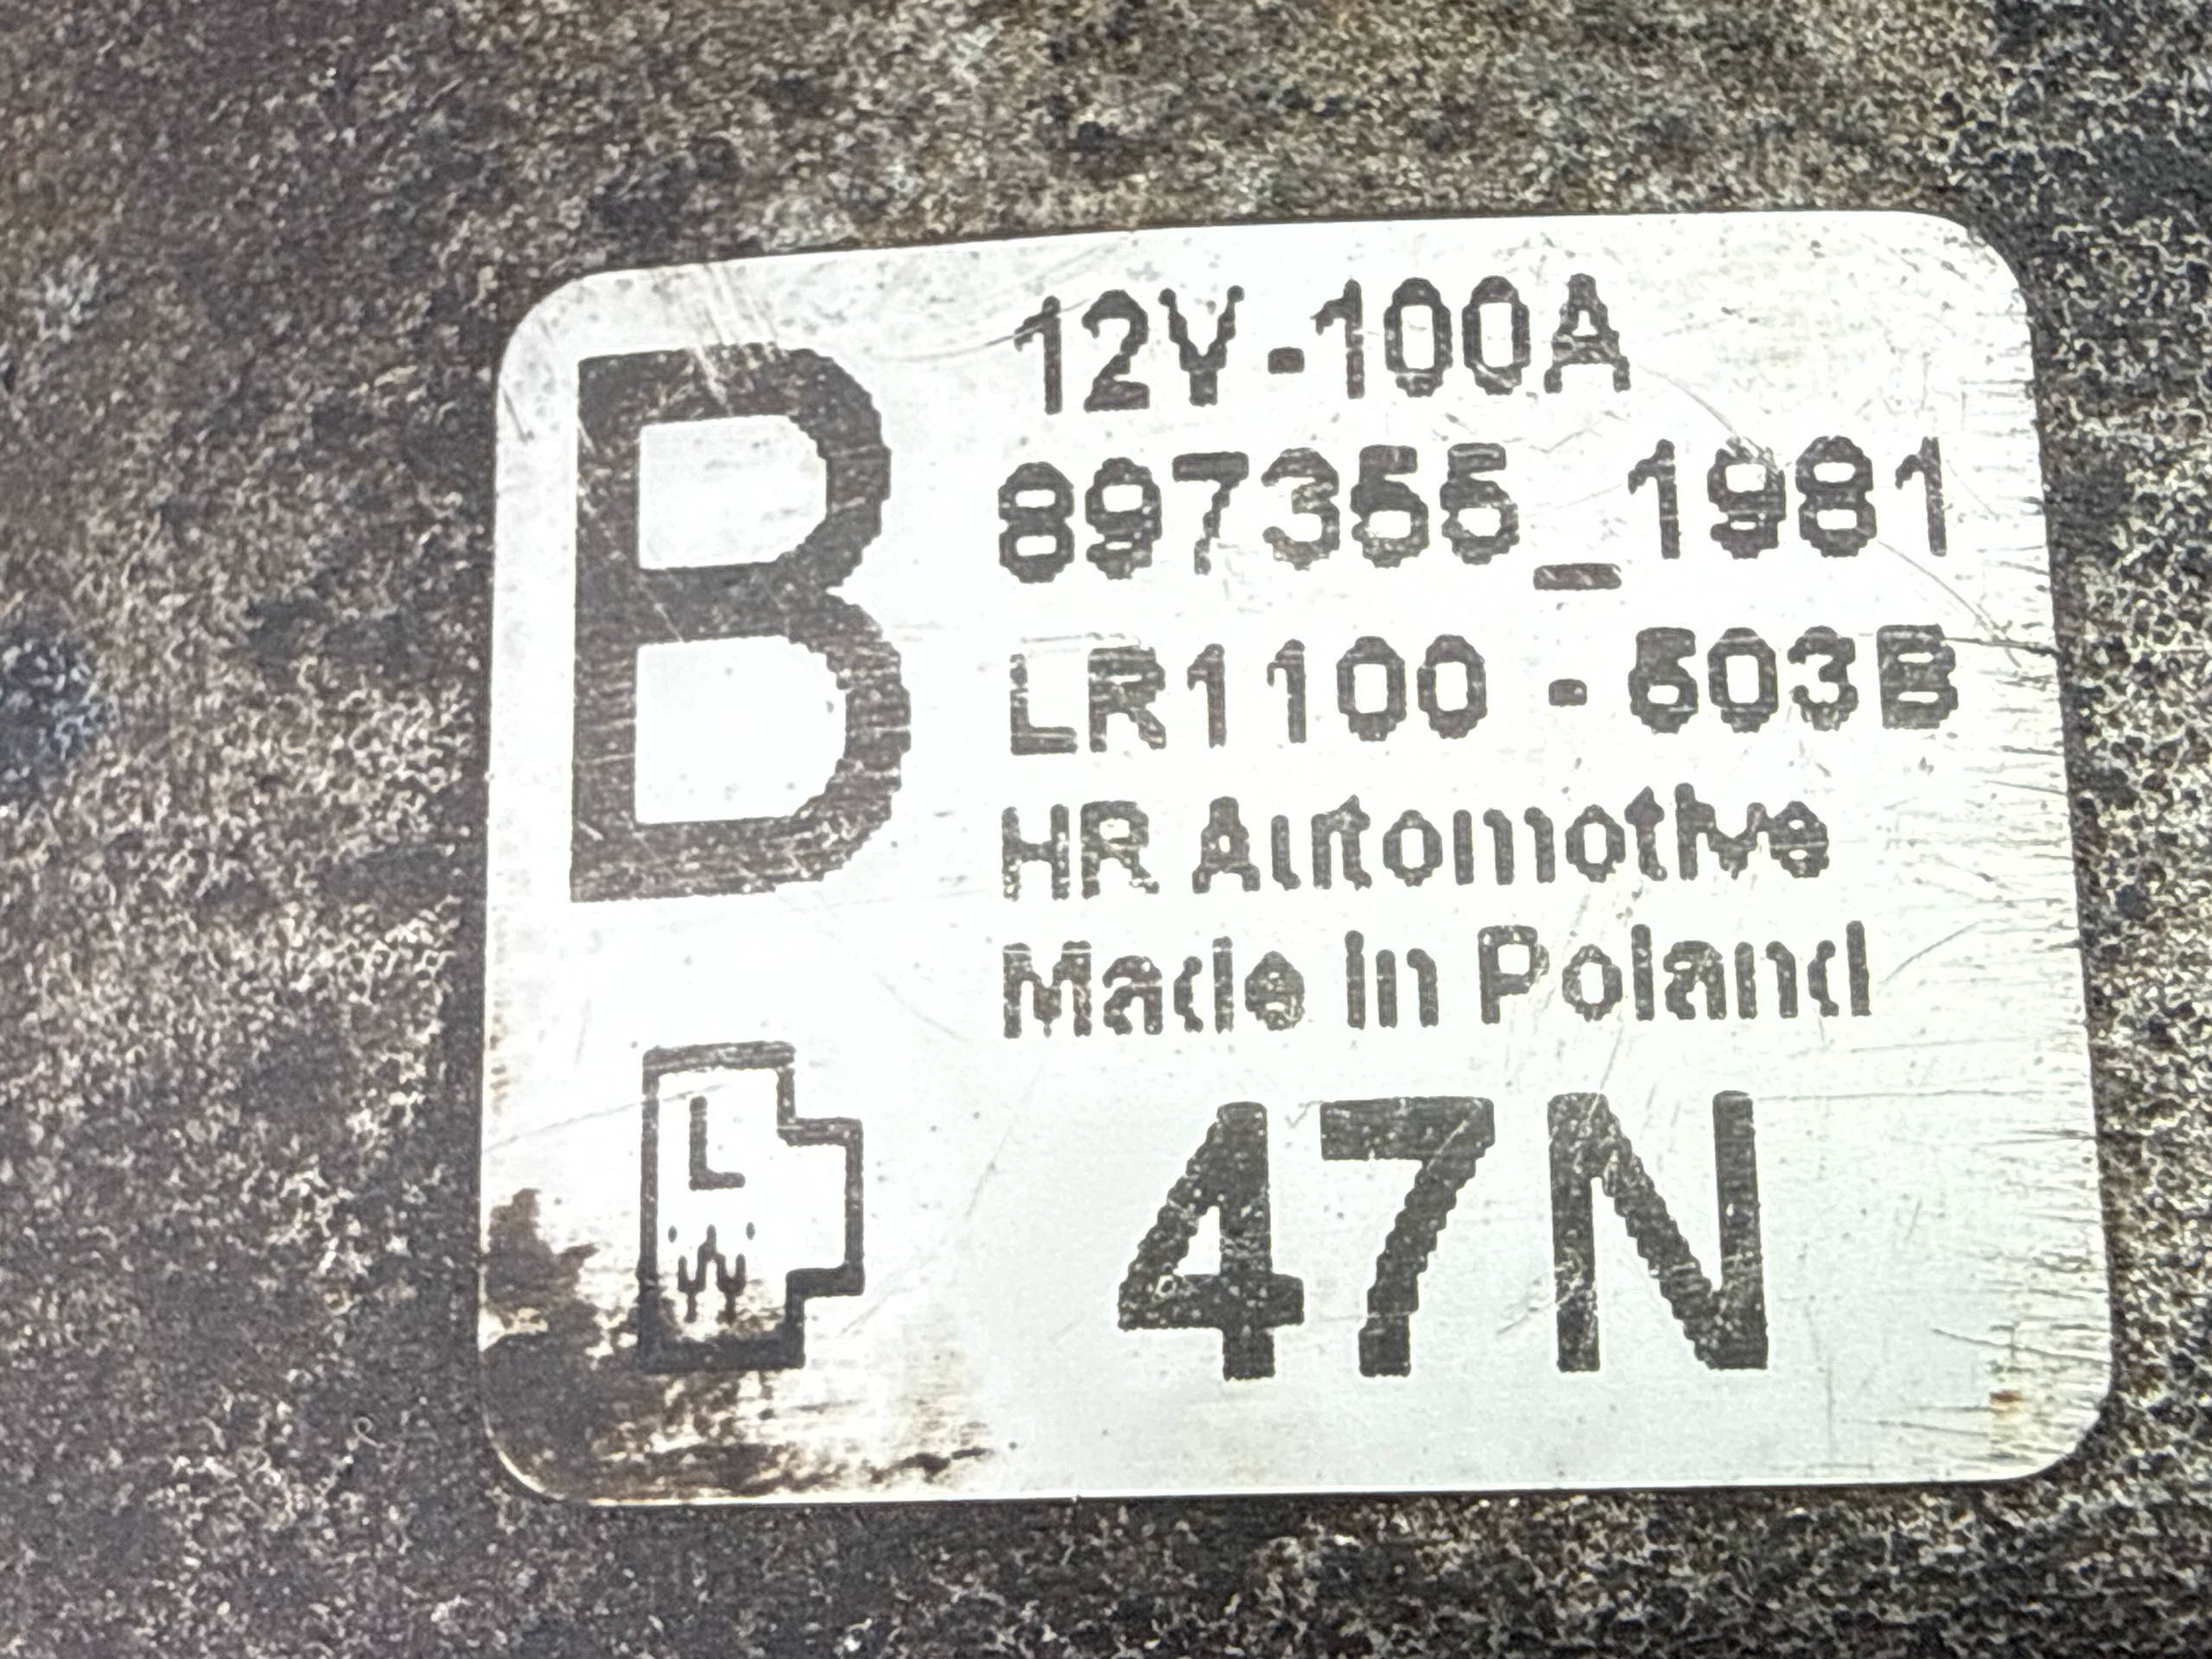 B
12V-100A
897355_1981
LR1100 - 503B
HR Automotive
Made in Poland
L
47N